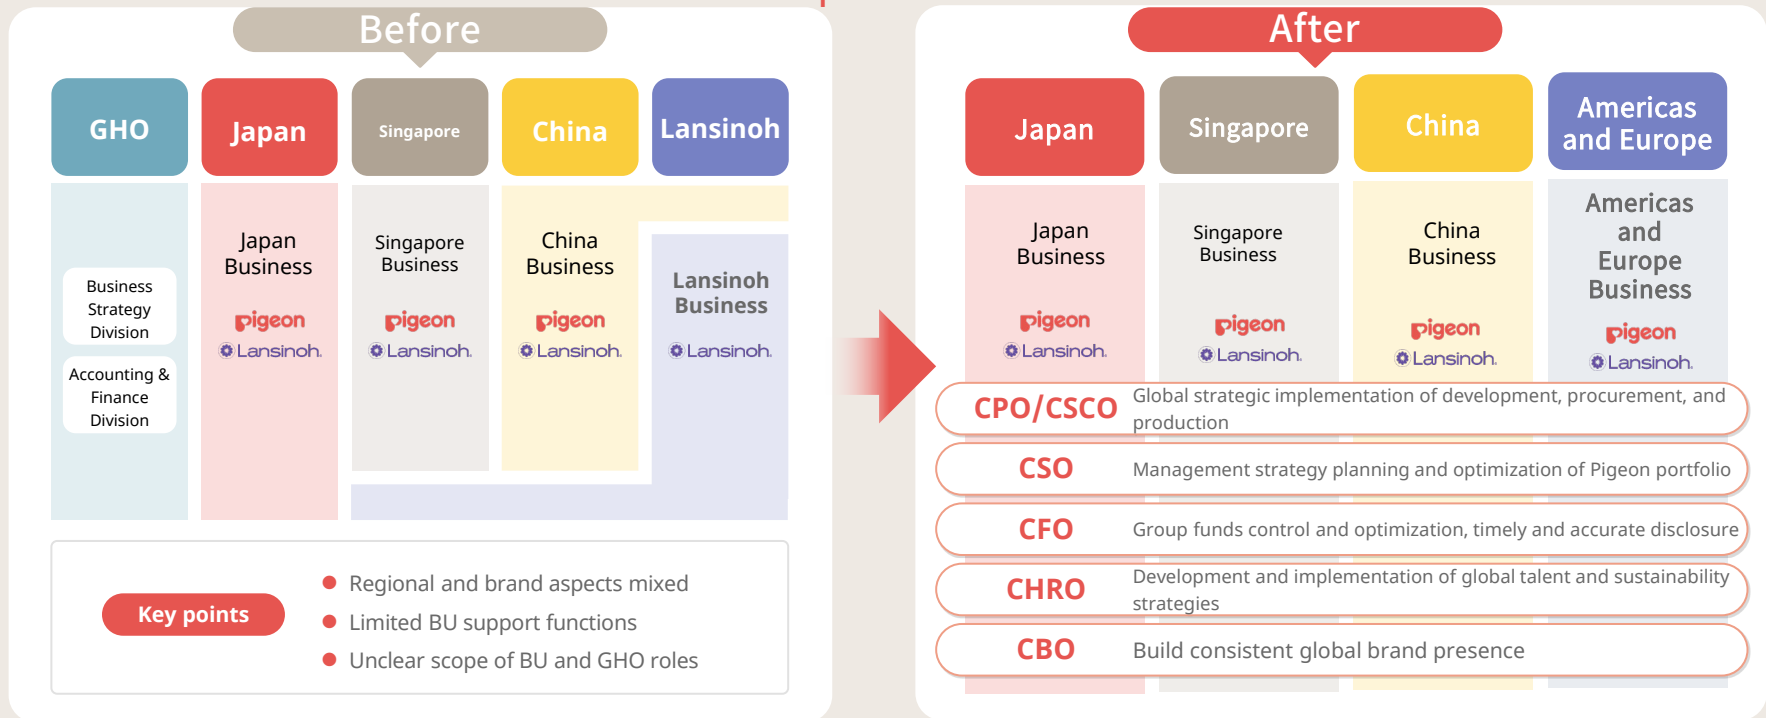 Before
GHO
Japan
Singapore
China
Lansinoh
Business
Strategy
Division
Accounting &
Finance
Division
Japan
Business
Pigeon
Lansinoh.
Singapore
Business
Pigeon
Lansinoh.
China
Business
Pigeon
Lansinoh.
Lansinoh
Business
Lansinoh.
Key points
Regional and brand aspects mixed
Limited BU support functions
Unclear scope of BU and GHO roles
After
Japan
Singapore
China
Americas
and Europe
Japan
Business
Pigeon
Lansinoh.
Singapore
Business
Pigeon
Lansinoh.
China
Business
Pigeon
Lansinoh.
Americas
and
Europe
Business
Pigeon
Lansinoh.
CPO/CSCO
Global strategic implementation of development, procurement, and
production
CSO
Management strategy planning and optimization of Pigeon portfolio
CFO
Group funds control and optimization, timely and accurate disclosure
CHRO
Development and implementation of global talent and sustainability
strategies
CBO
Build consistent global brand presence